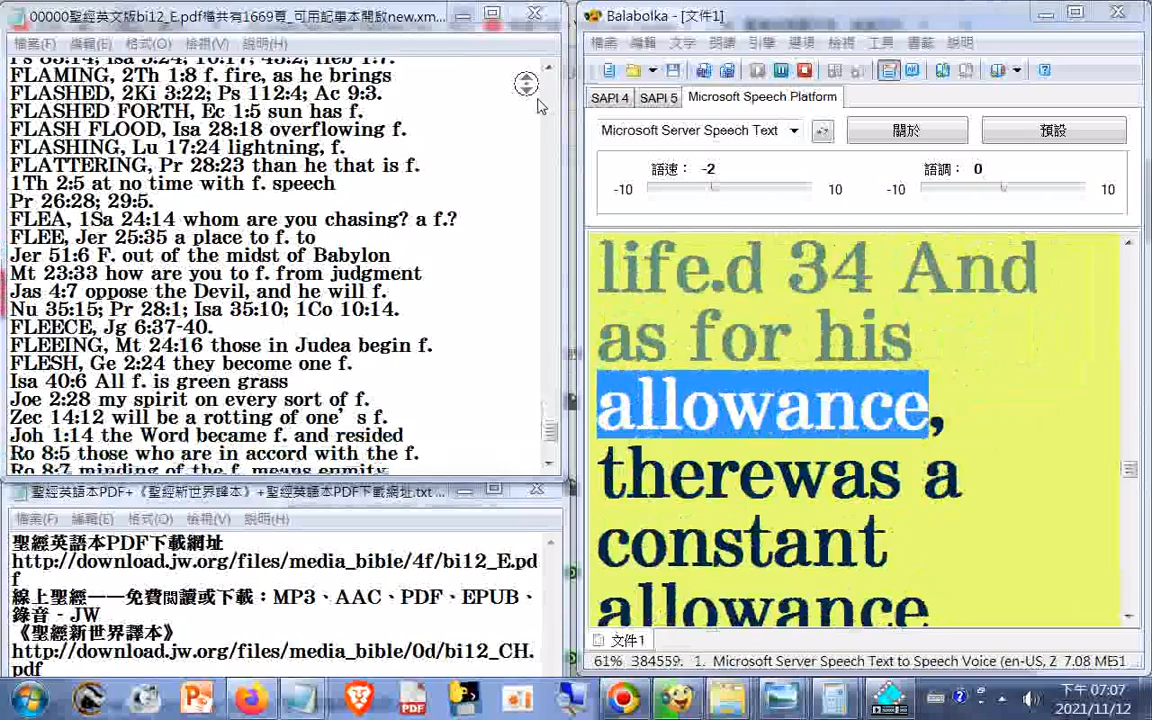 00000聖經英文版bi12_E.pdf檔共有1669頁_可用記事本開啟new.xm...
檔案(F) 編輯(E) 格式(O) 檢視(V) 說明(H)
FLAMING, 2Th 1:8 f. fire, as he brings
FLASHED, 2Ki 3:22; Ps 112:4; Ac 9:3.
FLASHED FORTH, Ec 1:5 sun has f.
FLASH FLOOD, Isa 28:18 overflowing f.
FLASHING, Lu 17:24 lightning, f.
FLATTERING, Pr 28:23 than he that is f.
1Th 2:5 at no time with f. speech
Pr 26:28; 29:5.
FLEA, 1Sa 24:14 whom are you chasing? a f.?
FLEE, Jer 25:35 a place to f. to
Jer 51:6 F. out of the midst of Babylon
Mt 23:33 how are you to f. from judgment
Jas 4:7 oppose the Devil, and he will f.
Nu 35:15; Pr 28:1; Isa 35:10; 1Co 10:14.
FLEECE, Jg 6:37-40.
FLEEING, Mt 24:16 those in Judea begin f.
FLESH, Ge 2:24 they become one f.
Isa 40:6 All f. is green grass
Joe 2:28 my spirit on every sort of f.
Zec 14:12 will be a rotting of one's f.
Joh 1:14 the Word became f. and resided
Ro 8:5 those who are in accord with the f.
Ro 8:7 minding of the f. means enmity
聖經英語本PDF+《聖經新世界譯本》+聖經英語本PDF下載網址.txt ...
檔案(F) 編輯(E) 格式(O) 檢視(V) 說明(H)
聖經英語本PDF下載網址
http://download.jw.org/files/media_bible/4f/bi12_E.pd
f
線上聖經──免費閱讀或下載：MP3、AAC、PDF、EPUB、
錄音 - JW
《聖經新世界譯本》
http://download.jw.org/files/media_bible/0d/bi12_CH.
pdf
Balabolka - [文件1]
檔案 編輯 文字 朗讀 引擎 選項 檢視 工具 書籤 說明
SAPI 4 SAPI 5 Microsoft Speech Platform
Microsoft Server Speech Text 關於 預設
語速： -2 語調： 0
-10 10 -10 10
life.d 34 And
as for his
allowance,
therewas a
constant
allowance
文件1
61% 384559. 1. Microsoft Server Speech Text to Speech Voice (en-US, Z 7.08 ME51
PDF
下午 07:07
2021/11/12